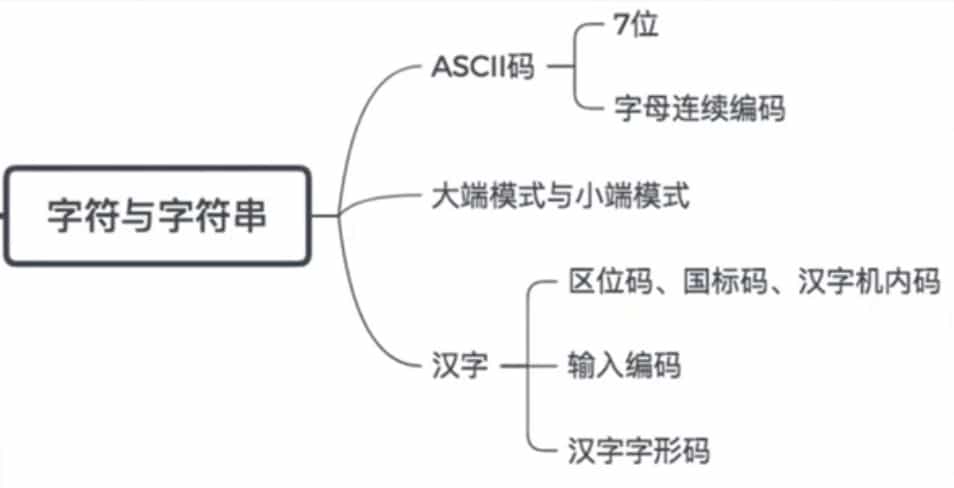 字符与字符串
ASCII码
7位
字母连续编码
大端模式与小端模式
汉字
区位码、国标码、汉字机内码
输入编码
汉字字形码